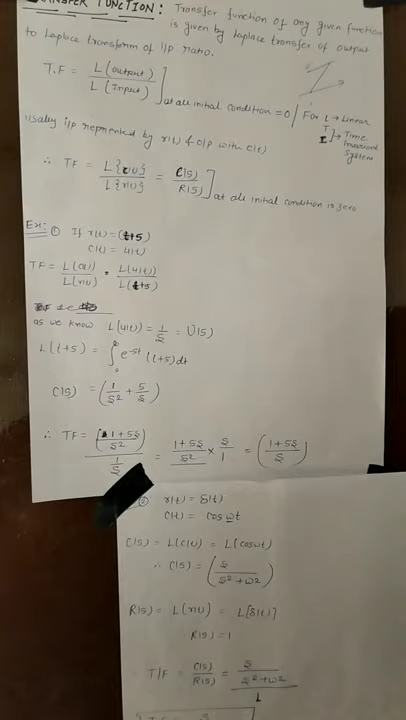 TRANSFER FUNCTION: Transfer function of any given function
is given by Laplace transfer of output
to Laplace transform of I/P ratio.
T.F = L(output) / L(Input) ] at all initial condition = 0 / For L → Linear
T I ] → Time Invariant system
Usally i/p reprented by r(t) & o/p with c(t)
∴ TF = L{c(t)} / L{r(t)} = C(S) / R(S) ] at all initial condition is zero
Ex: ① If r(t) = (t+5)
C(t) = u(t)
TF = L(c(t)) / L(r(t)) = L(u(t)) / L(t+5)
as we know L(u(t)) = 1/S = U(S)
L(t+5) = ∫₀^∞ e^-st (t+5) dt
C(S) = (1/S² + 5/S)
∴ TF = ((1+5S)/S²) / (1/S) = (1+5S)/S² × S/1 = ((1+5S)/S)
② r(t) = δ(t)
C(t) = cos ωt
C(S) = L(C(t)) = L(cosωt)
∴ C(S) = (S / (S²+ω2))
R(S) = L(r(t)) = L[δ(t)]
R(S) = 1
T/F = C(S)/R(S) = (S / (S²+ω2)) / 1